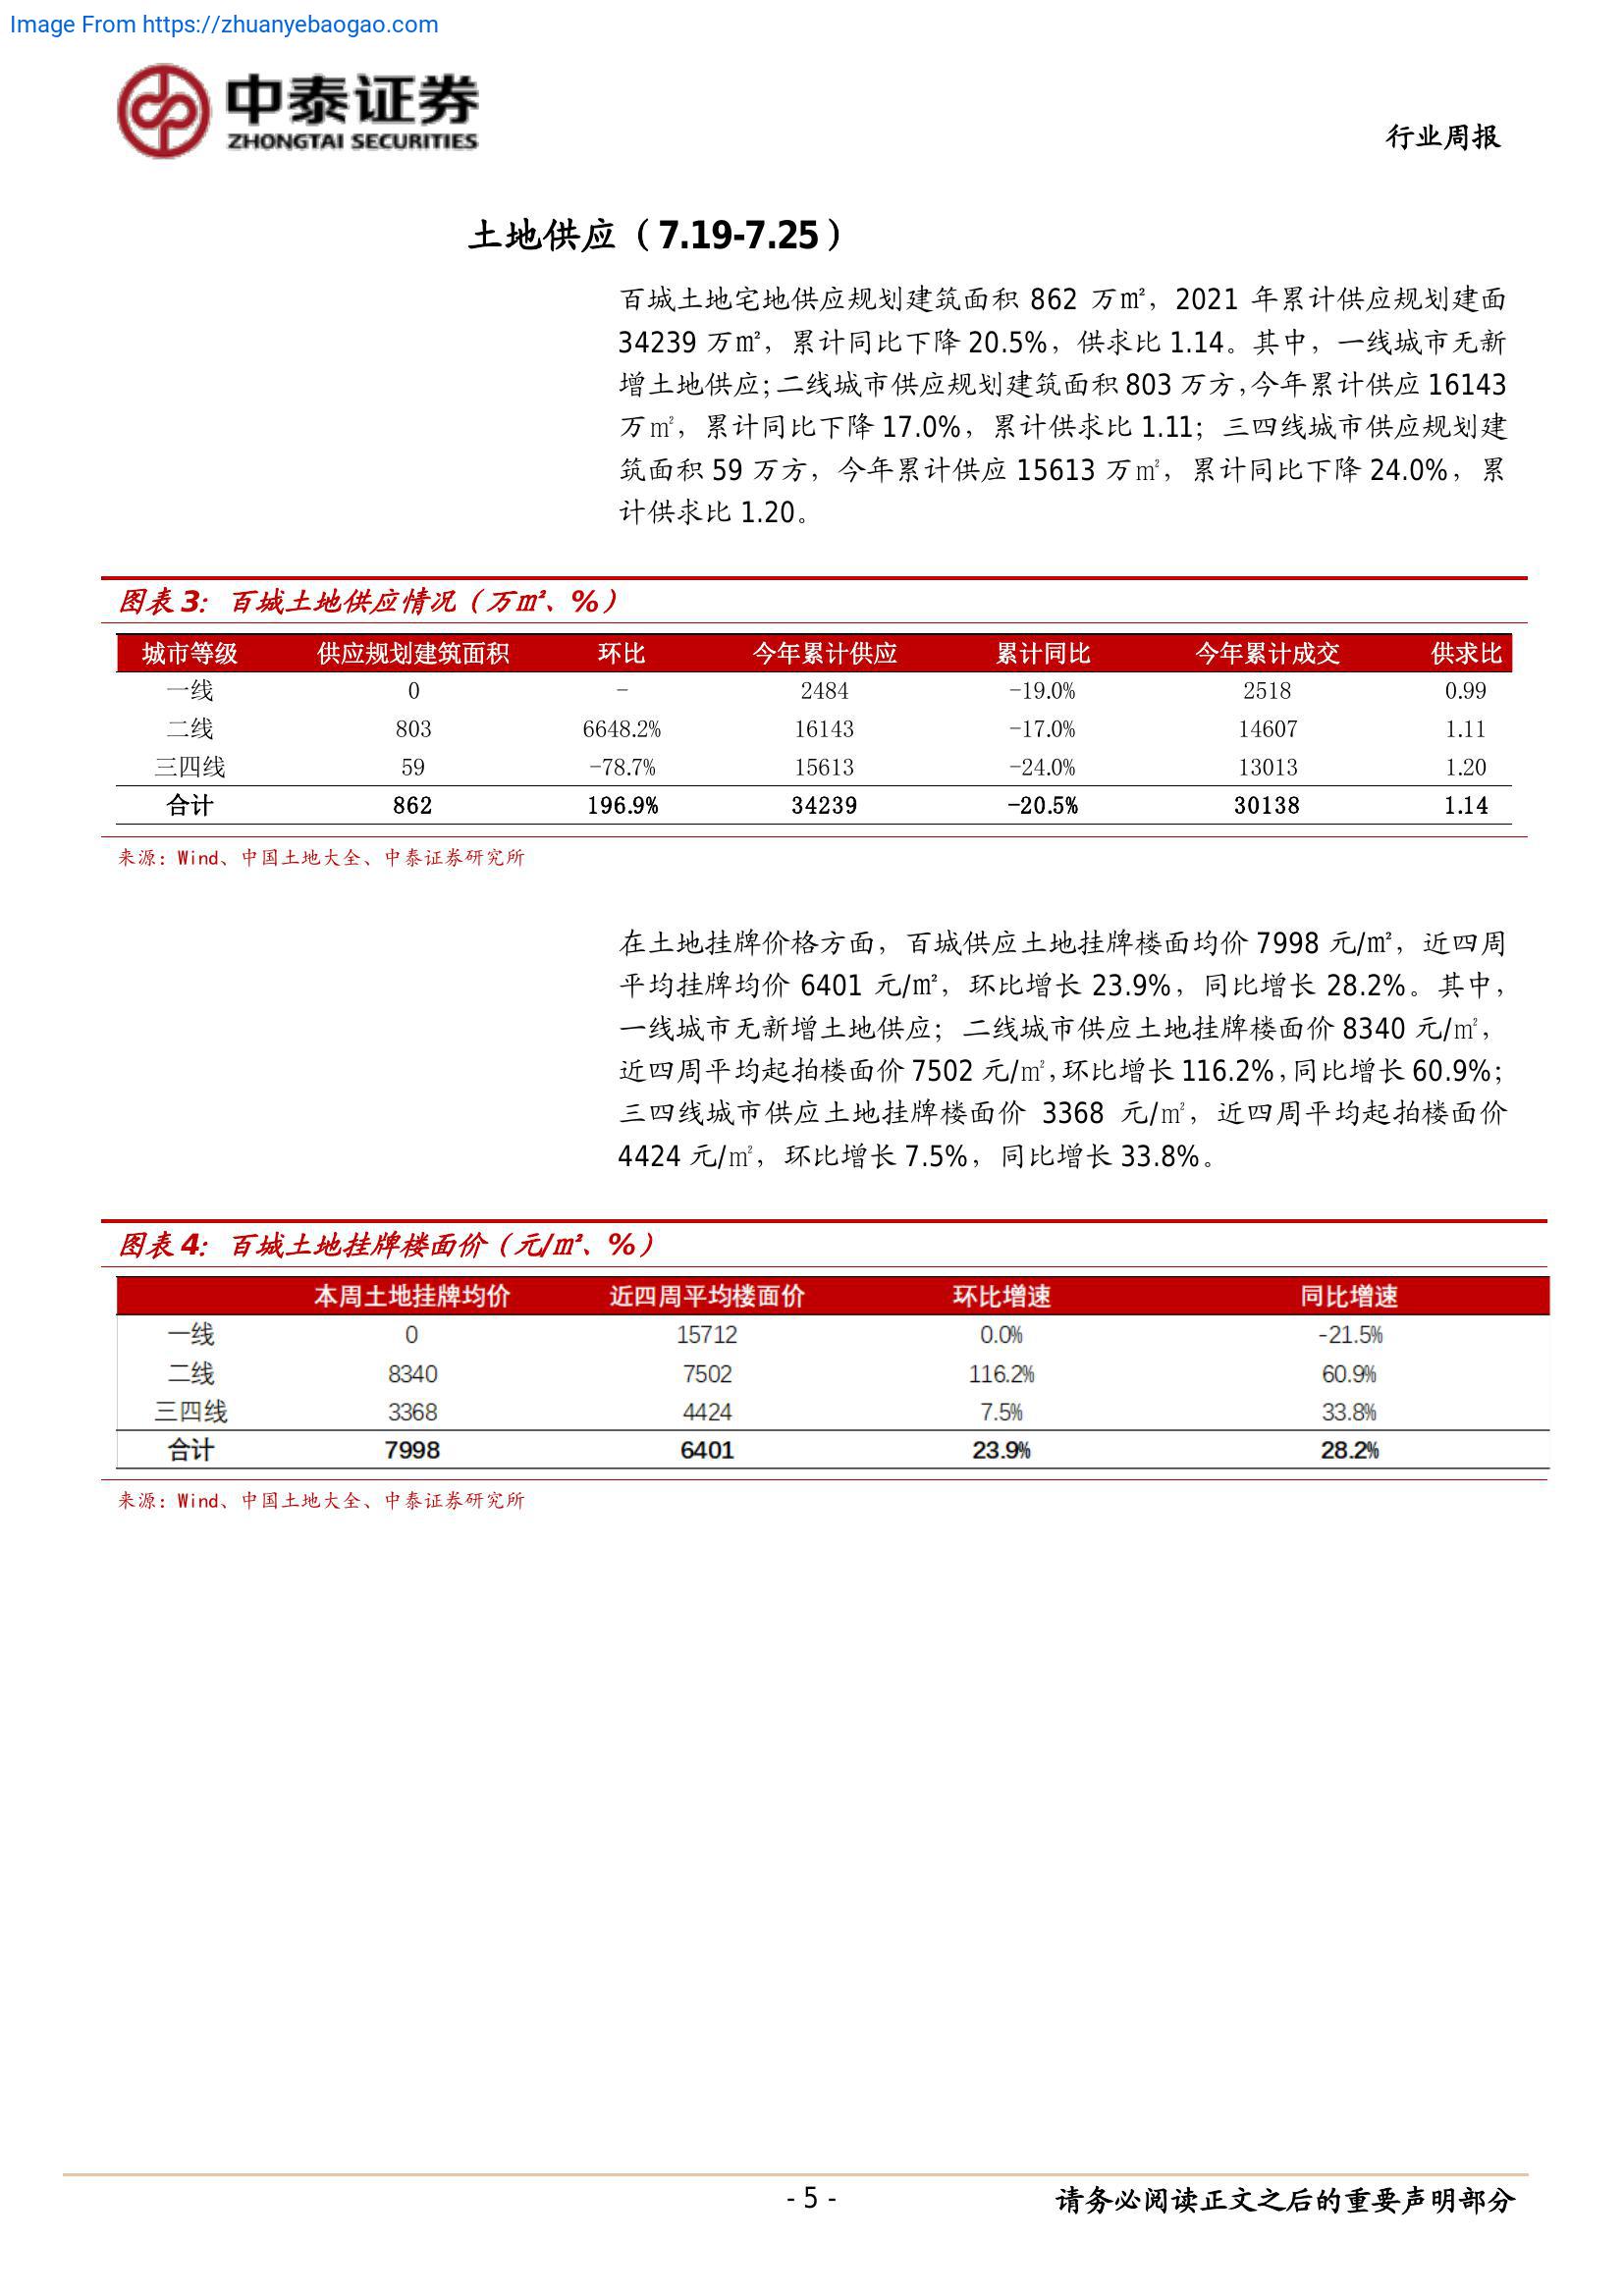 Image From https://zhuanyebaogao.com
中泰证券
ZHONGTAI SECURITIES
行业周报
土地供应（7.19-7.25）
百城土地宅地供应规划建筑面积 862 万㎡，2021 年累计供应规划建面
34239 万㎡，累计同比下降 20.5%，供求比 1.14。其中，一线城市无新
增土地供应；二线城市供应规划建筑面积 803 万方，今年累计供应 16143
万㎡，累计同比下降 17.0%，累计供求比 1.11；三四线城市供应规划建
筑面积 59 万方，今年累计供应 15613 万㎡，累计同比下降 24.0%，累
计供求比 1.20。
图表 3：百城土地供应情况（万㎡、%）
城市等级 供应规划建筑面积 环比 今年累计供应 累计同比 今年累计成交 供求比
一线 0 - 2484 -19.0% 2518 0.99
二线 803 6648.2% 16143 -17.0% 14607 1.11
三四线 59 -78.7% 15613 -24.0% 13013 1.20
合计 862 196.9% 34239 -20.5% 30138 1.14
来源：Wind、中国土地大全、中泰证券研究所
在土地挂牌价格方面，百城供应土地挂牌楼面均价 7998 元/㎡，近四周
平均挂牌均价 6401 元/㎡，环比增长 23.9%，同比增长 28.2%。其中，
一线城市无新增土地供应；二线城市供应土地挂牌楼面价 8340 元/㎡，
近四周平均起拍楼面价 7502 元/㎡，环比增长 116.2%，同比增长 60.9%；
三四线城市供应土地挂牌楼面价 3368 元/㎡，近四周平均起拍楼面价
4424 元/㎡，环比增长 7.5%，同比增长 33.8%。
图表 4：百城土地挂牌楼面价（元/㎡、%）
本周土地挂牌均价 近四周平均楼面价 环比增速 同比增速
一线 0 15712 0.0% -21.5%
二线 8340 7502 116.2% 60.9%
三四线 3368 4424 7.5% 33.8%
合计 7998 6401 23.9% 28.2%
来源：Wind、中国土地大全、中泰证券研究所
- 5 -
请务必阅读正文之后的重要声明部分